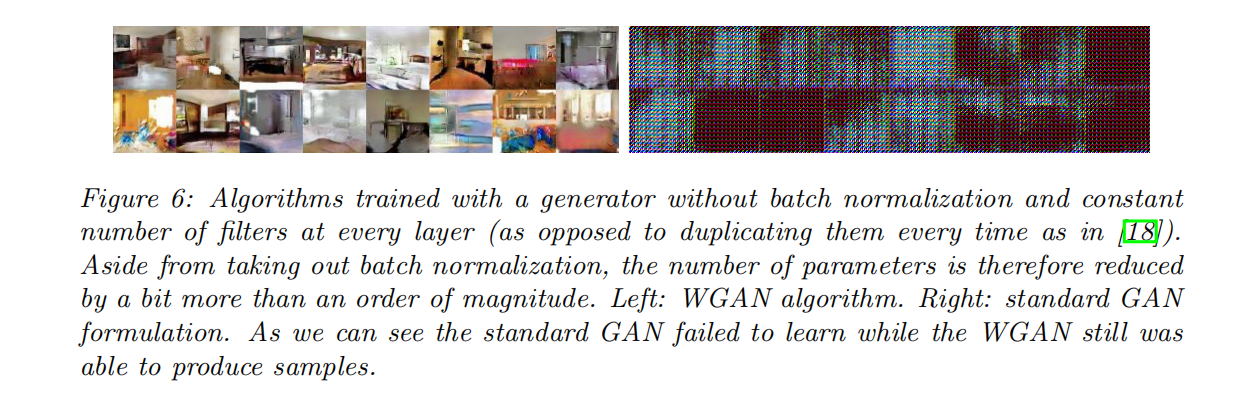 Figure 6: Algorithms trained with a generator without batch normalization and constant
number of filters at every layer (as opposed to duplicating them every time as in [18]).
Aside from taking out batch normalization, the number of parameters is therefore reduced
by a bit more than an order of magnitude. Left: WGAN algorithm. Right: standard GAN
formulation. As we can see the standard GAN failed to learn while the WGAN still was
able to produce samples.